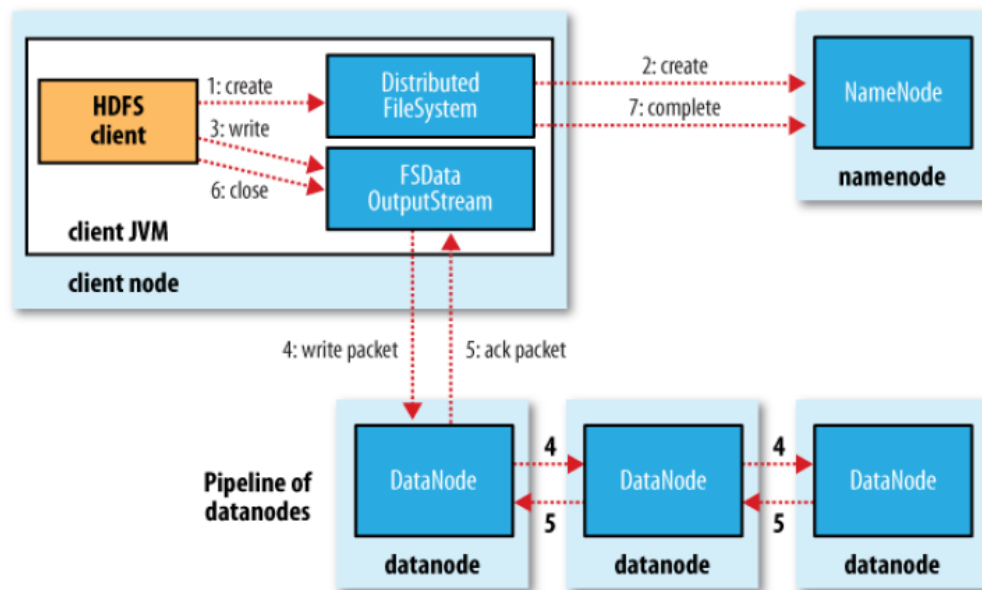 HDFS
client
1: create
3: write
6: close
Distributed
FileSystem
FSData
OutputStream
client JVM
client node
2: create
7: complete
NameNode
namenode
4: write packet
5: ack packet
Pipeline of
datanodes
DataNode
4
5
DataNode
4
5
DataNode
datanode
datanode
datanode